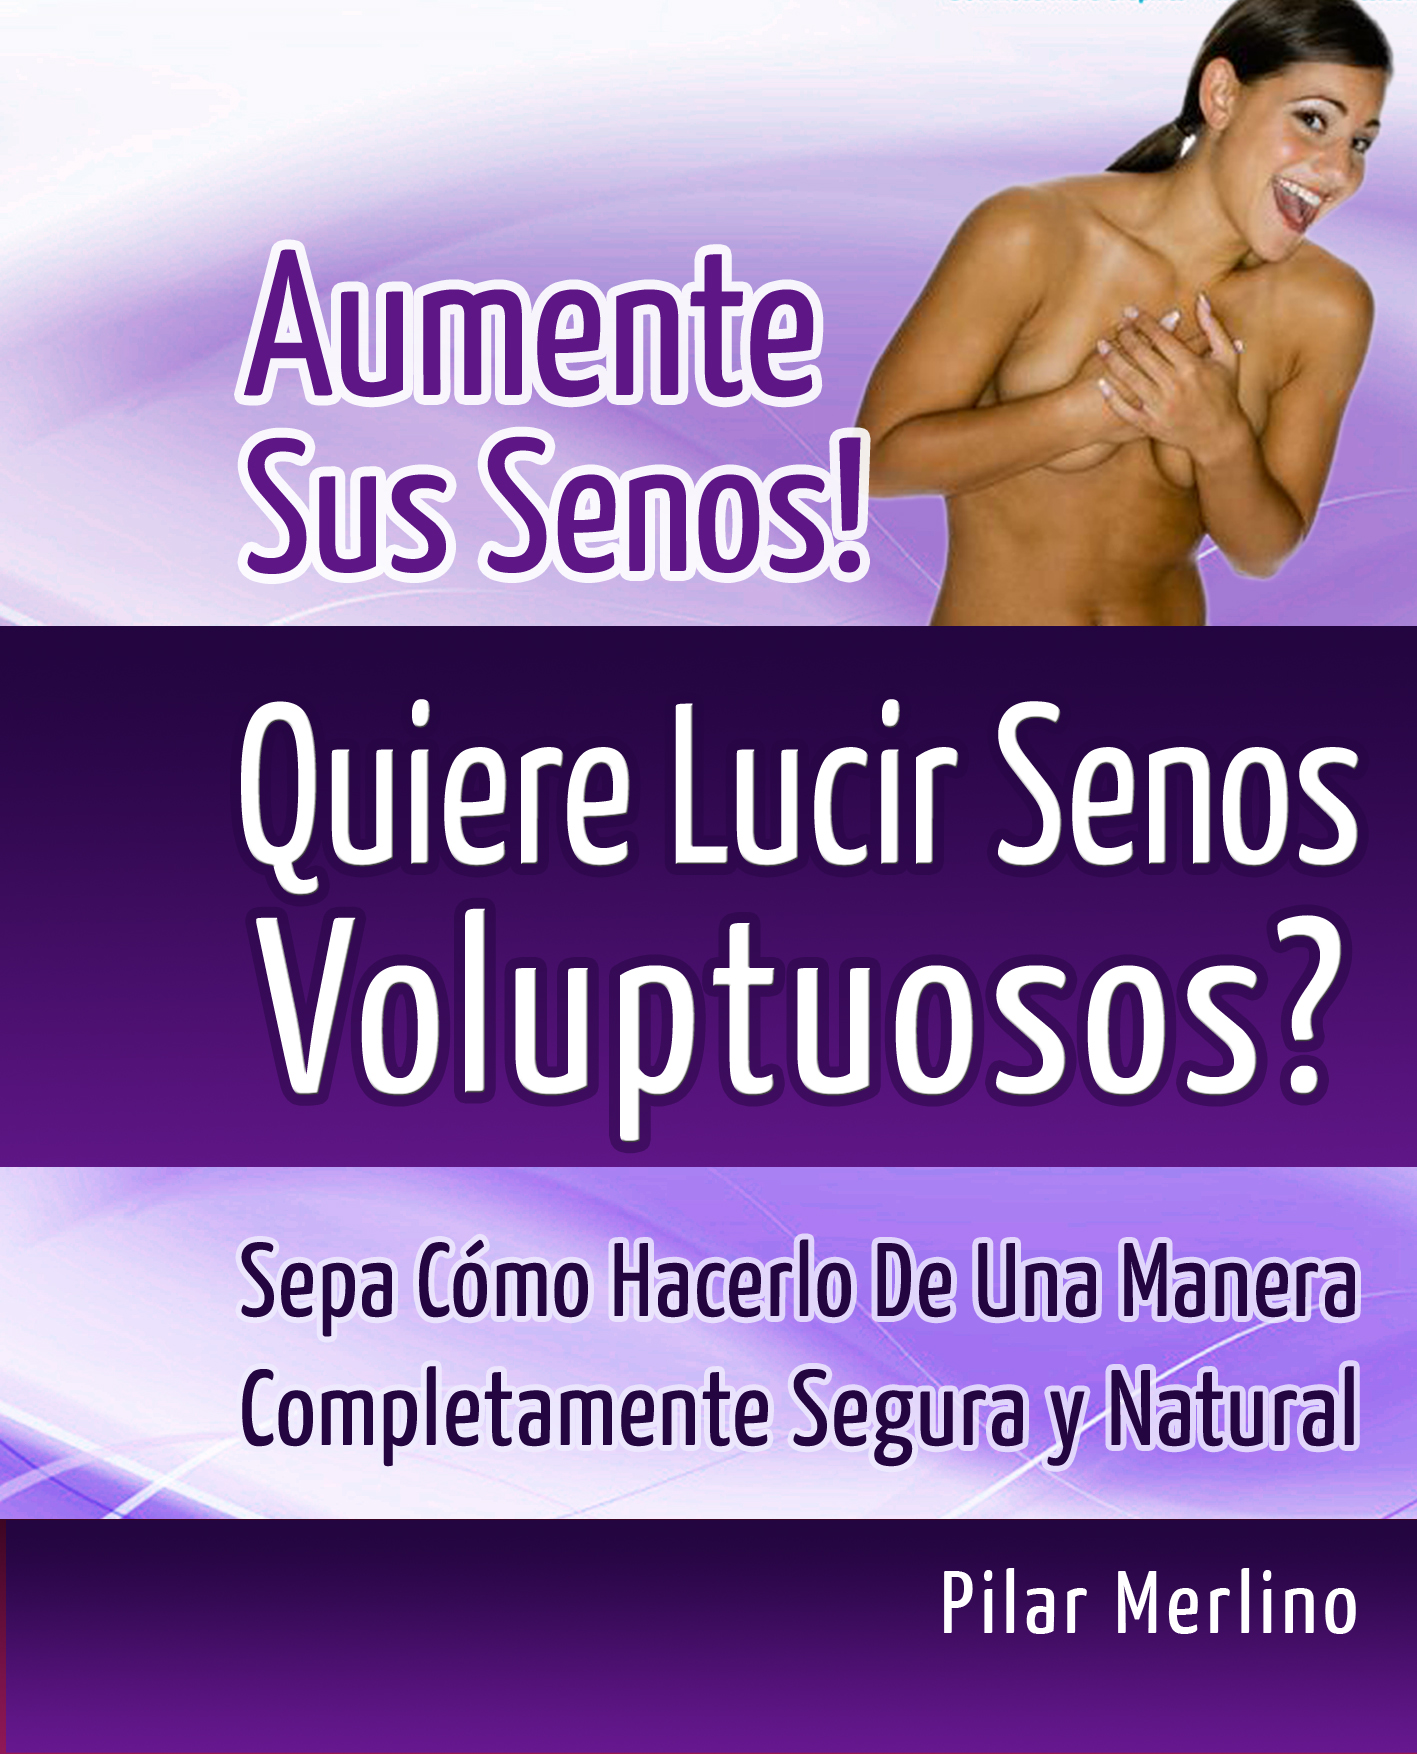 Aumente
Sus Senos!
Quiere Lucir Senos
Voluptuosos?
Sepa Cómo Hacerlo De Una Manera
Completamente Segura y Natural
Pilar Merlino